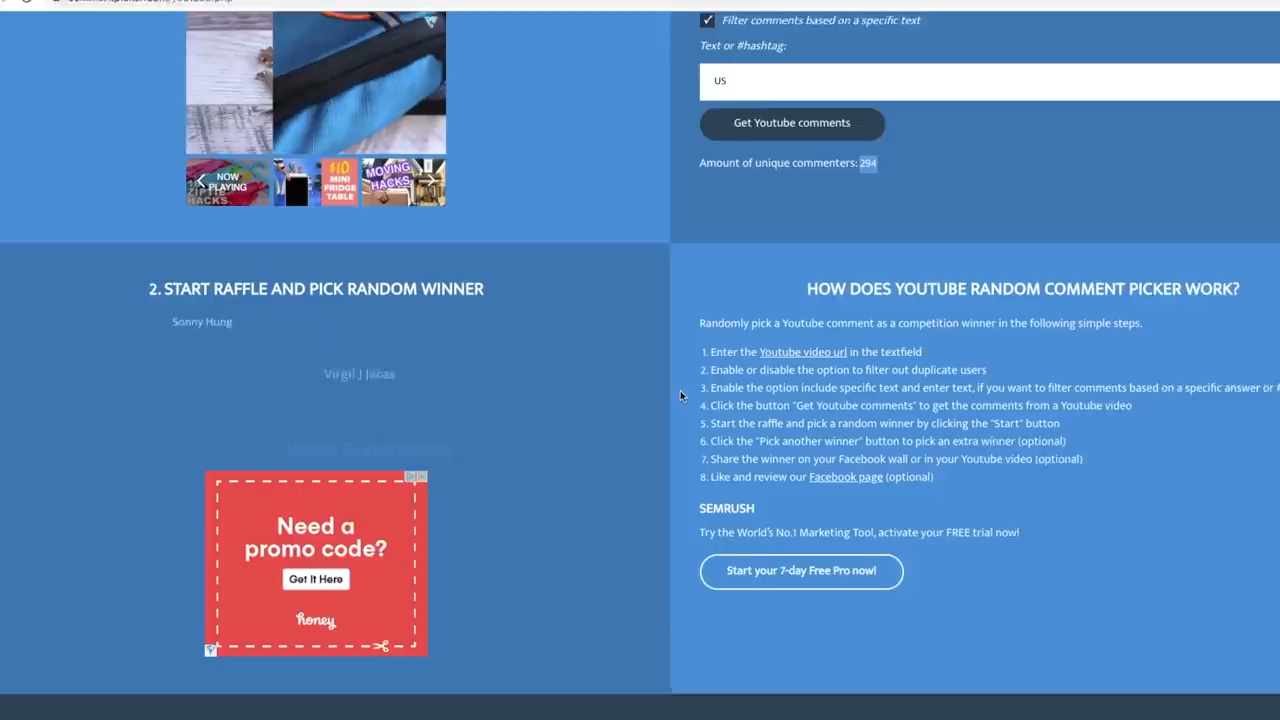 Filter comments based on a specific text
Text or #hashtag:
US
Get Youtube comments
Amount of unique commenters: 294
NOW
PLAYING
ZIPTIE
HACKS
$10
MINI
FRIDGE
TABLE
MOVING
HACKS
2. START RAFFLE AND PICK RANDOM WINNER
Sonny Hung
Virgil J Jucas
Need a
promo code?
Get It Here
honey
HOW DOES YOUTUBE RANDOM COMMENT PICKER WORK?
Randomly pick a Youtube comment as a competition winner in the following simple steps.
1. Enter the Youtube video url in the textfield
2. Enable or disable the option to filter out duplicate users
3. Enable the option include specific text and enter text, if you want to filter comments based on a specific answer or
4. Click the button "Get Youtube comments" to get the comments from a Youtube video
5. Start the raffle and pick a random winner by clicking the "Start" button
6. Click the "Pick another winner" button to pick an extra winner (optional)
7. Share the winner on your Facebook wall or in your Youtube video (optional)
8. Like and review our Facebook page (optional)
SEMRUSH
Try the World's No.1 Marketing Tool, activate your FREE trial now!
Start your 7-day Free Pro now!